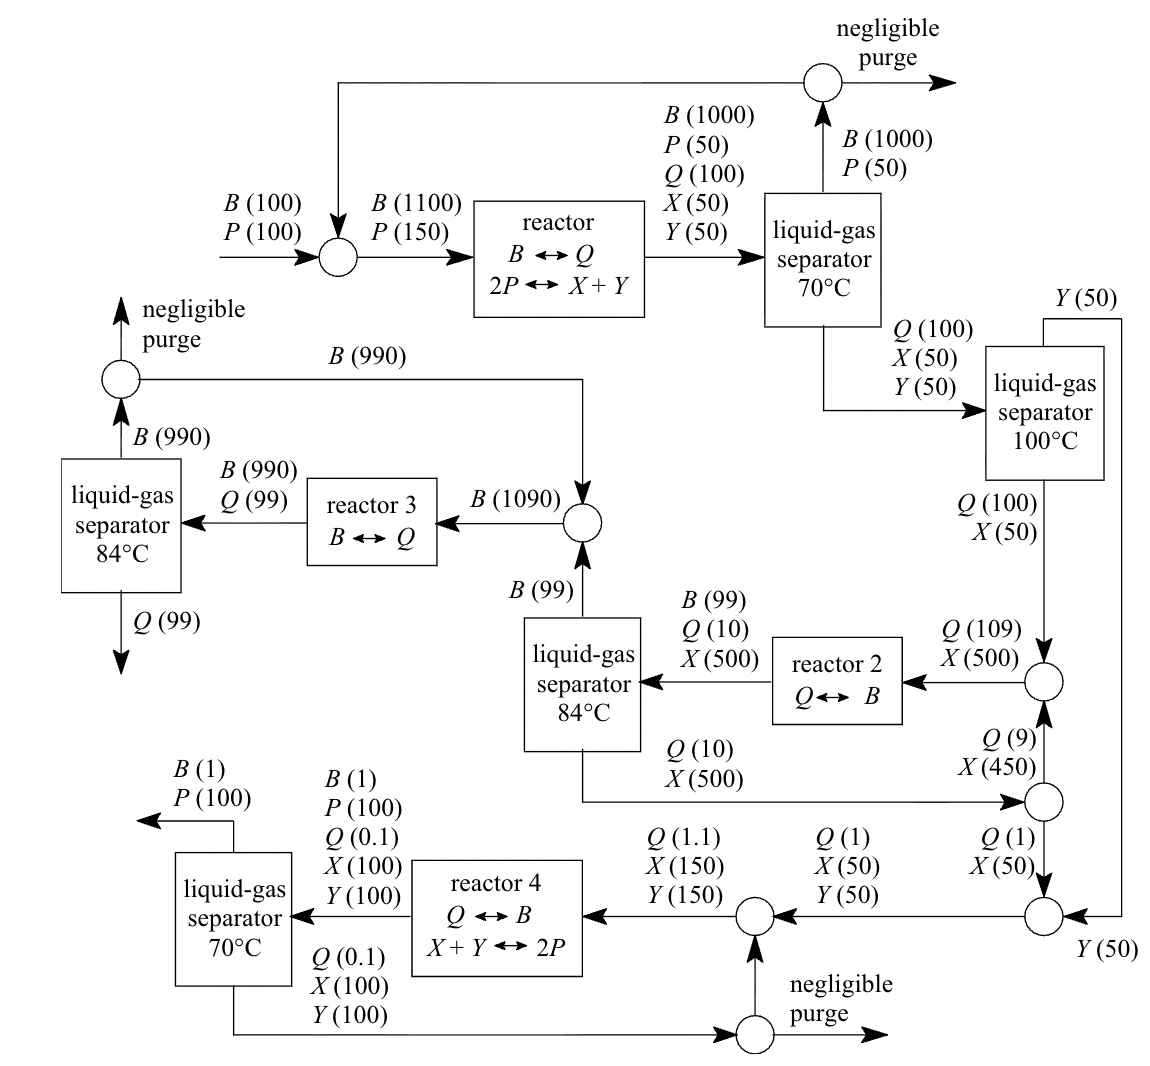 negligible
purge
B (1000)
P (50)
Q (100)
X (50)
Y (50)
B (1000)
P (50)
B (100)
P (100)
B (1100)
P (150)
reactor
B ↔ Q
2P ↔ X + Y
liquid-gas
separator
70°C
negligible
purge
B (990)
Q (100)
X (50)
Y (50)
Y (50)
liquid-gas
separator
100°C
B (990)
liquid-gas
separator
84°C
B (990)
Q (99)
reactor 3
B ↔ Q
B (1090)
Q (100)
X (50)
Q (99)
B (99)
liquid-gas
separator
84°C
B (99)
Q (10)
X (500)
reactor 2
Q ↔ B
Q (109)
X (500)
Q (10)
X (500)
Q (9)
X (450)
B (1)
P (100)
liquid-gas
separator
70°C
B (1)
P (100)
Q (0.1)
X (100)
Y (100)
reactor 4
Q ↔ B
X + Y ↔ 2P
Q (1.1)
X (150)
Y (150)
Q (1)
X (50)
Y (50)
Q (1)
X (50)
Y (50)
Q (0.1)
X (100)
Y (100)
negligible
purge